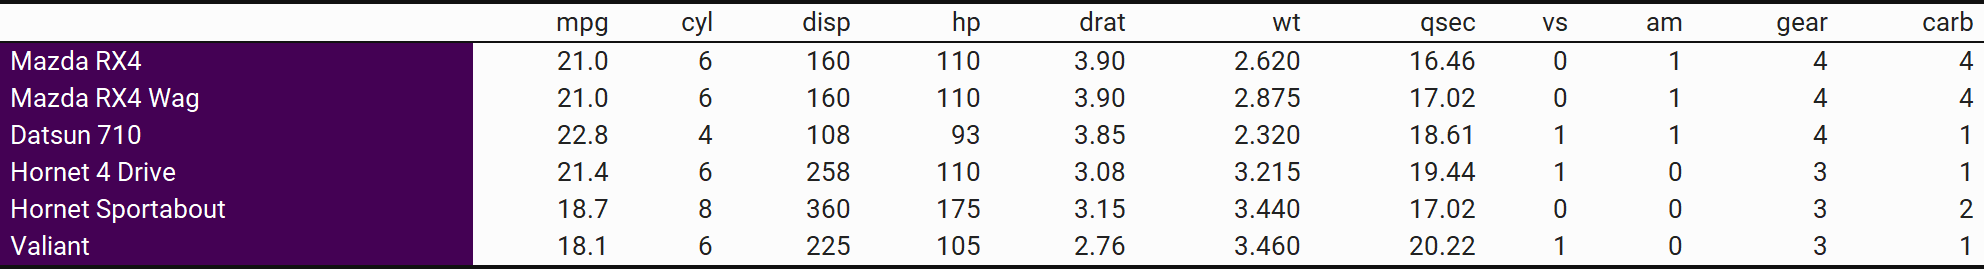 mpg cyl disp hp drat wt qsec vs am gear carb
Mazda RX4 21.0 6 160 110 3.90 2.620 16.46 0 1 4 4
Mazda RX4 Wag 21.0 6 160 110 3.90 2.875 17.02 0 1 4 4
Datsun 710 22.8 4 108 93 3.85 2.320 18.61 1 1 4 1
Hornet 4 Drive 21.4 6 258 110 3.08 3.215 19.44 1 0 3 1
Hornet Sportabout 18.7 8 360 175 3.15 3.440 17.02 0 0 3 2
Valiant 18.1 6 225 105 2.76 3.460 20.22 1 0 3 1